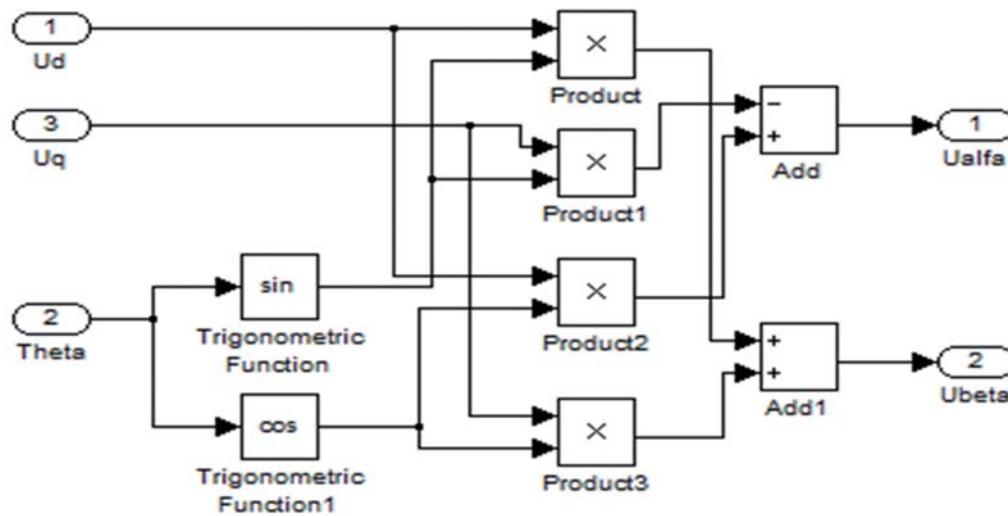 1
Ud
3
Uq
2
Theta
sin
Trigonometric
Function
cos
Trigonometric
Function1
×
Product
×
Product1
×
Product2
×
Product3
−
+
Add
+
+
Add1
1
Ualfa
2
Ubeta